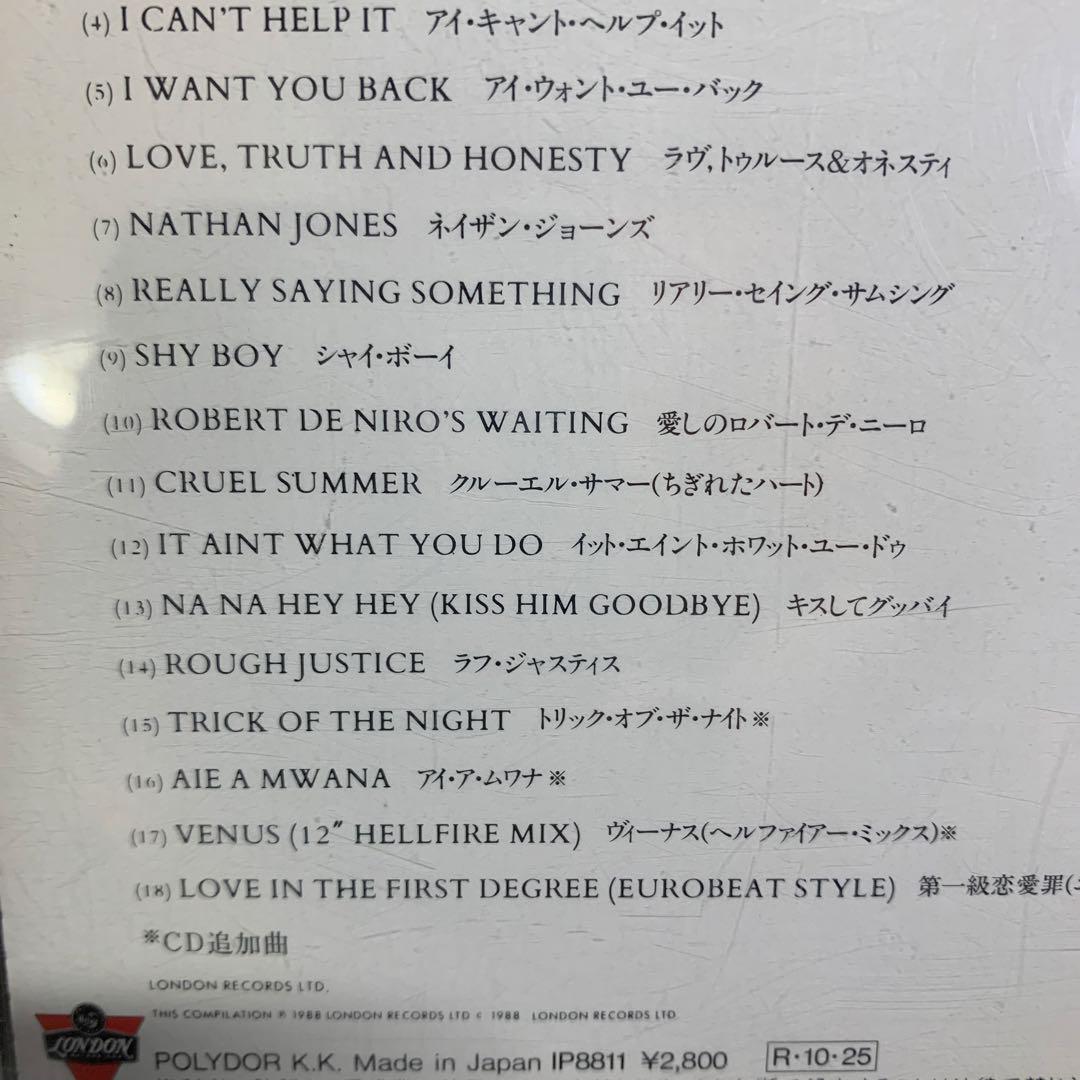 (4) I CAN'T HELP IT アイ・キャント・ヘルプ・イット
(5) I WANT YOU BACK アイ・ウォント・ユー・バック
(6) LOVE, TRUTH AND HONESTY ラヴ,トゥルース&オネスティ
(7) NATHAN JONES ネイザン・ジョーンズ
(8) REALLY SAYING SOMETHING リアリー・セイング・サムシング
(9) SHY BOY シャイ・ボーイ
(10) ROBERT DE NIRO'S WAITING 愛しのロバート・デ・ニーロ
(11) CRUEL SUMMER クルーエル・サマー(ちぎれたハート)
(12) IT AINT WHAT YOU DO イット・エイント・ホワット・ユー・ドゥ
(13) NA NA HEY HEY (KISS HIM GOODBYE) キスしてグッバイ
(14) ROUGH JUSTICE ラフ・ジャスティス
(15) TRICK OF THE NIGHT トリック・オブ・ザ・ナイト※
(16) AIE A MWANA アイ・ア・ムワナ※
(17) VENUS (12″ HELLFIRE MIX) ヴィーナス(ヘルファイアー・ミックス)※
(18) LOVE IN THE FIRST DEGREE (EUROBEAT STYLE) 第一級恋愛罪(
※CD追加曲
LONDON RECORDS LTD.
THIS COMPILATION ℗ 1988 LONDON RECORDS LTD © 1988 LONDON RECORDS LTD
LONDON
POLYDOR K.K. Made in Japan IP8811 ¥2,800 R・10・25